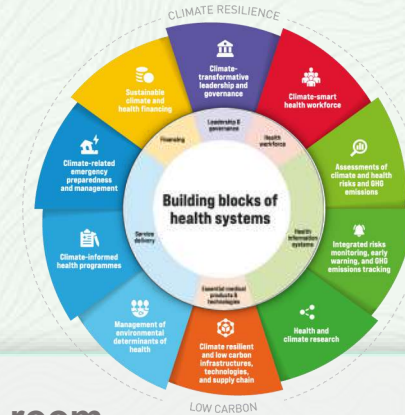 CLIMATE RESILIENCE
Climate-
transformative
leadership and
governance
Climate-smart
health workforce
Assessments of
climate and health
risks and GHG
emissions
Integrated risks
monitoring, early
warning, and GHG
emissions tracking
Health and
climate research
Climate resilient
and low carbon
infrastructures,
technologies,
and supply chain
Management of
environmental
determinants of
health
Climate-informed
health programmes
Climate-related
emergency
preparedness
and management
Sustainable
climate and
health financing
Leadership &
governance
Health
workforce
Health
information
systems
Essential medical
products &
technologies
Service
delivery
Financing
Building blocks of
health systems
LOW CARBON
room